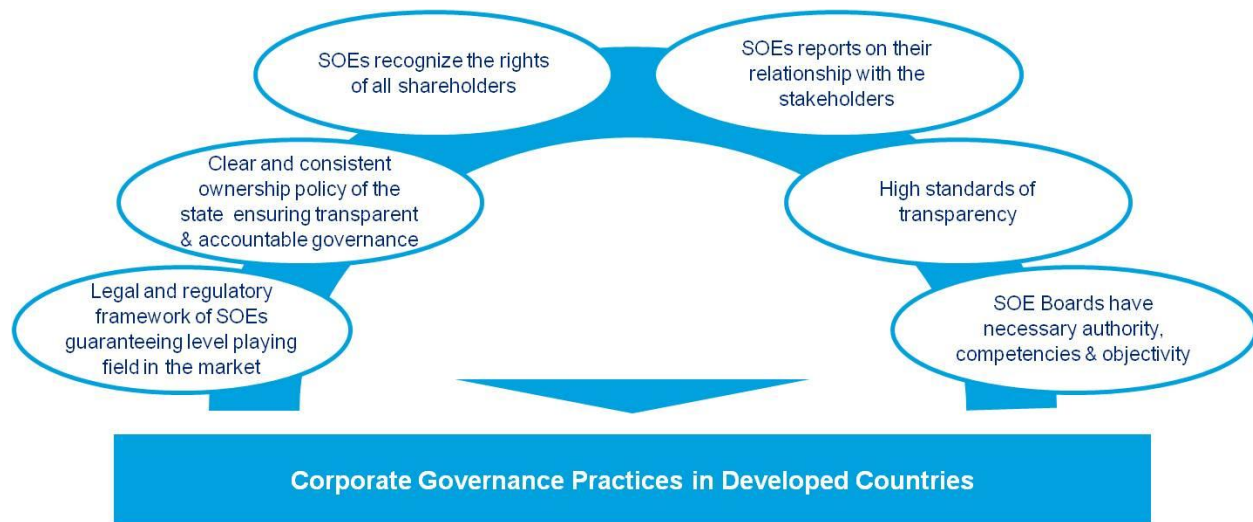 SOEs recognize the rights
of all shareholders
SOEs reports on their
relationship with the
stakeholders
Clear and consistent
ownership policy of the
state ensuring transparent
& accountable governance
High standards of
transparency
Legal and regulatory
framework of SOEs
guaranteeing level playing
field in the market
SOE Boards have
necessary authority,
competencies & objectivity
Corporate Governance Practices in Developed Countries